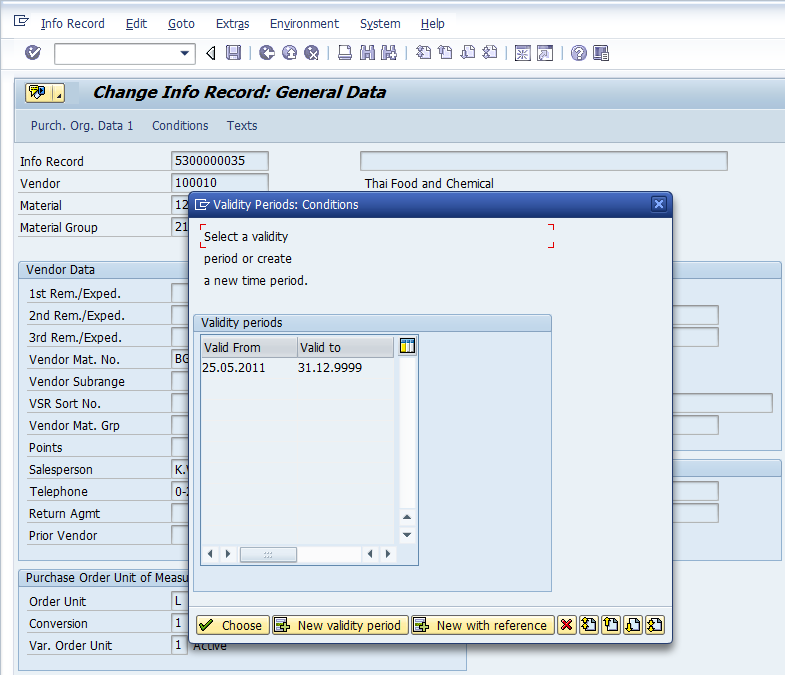 Info Record Edit Goto Extras Environment System Help
Change Info Record: General Data
Purch. Org. Data 1 Conditions Texts
Info Record 5300000035
Vendor 100010 Thai Food and Chemical
Material 12
Material Group 21
Validity Periods: Conditions
Select a validity
period or create
a new time period.
Validity periods
Valid From Valid to
25.05.2011 31.12.9999
Choose New validity period New with reference
Vendor Data
1st Rem./Exped.
2nd Rem./Exped.
3rd Rem./Exped.
Vendor Mat. No. BG
Vendor Subrange
VSR Sort No.
Vendor Mat. Grp
Points
Salesperson
Telephone
Return Agmt
Prior Vendor
Purchase Order Unit of Measu
Order Unit L
Conversion 1
Var. Order Unit 1 Active